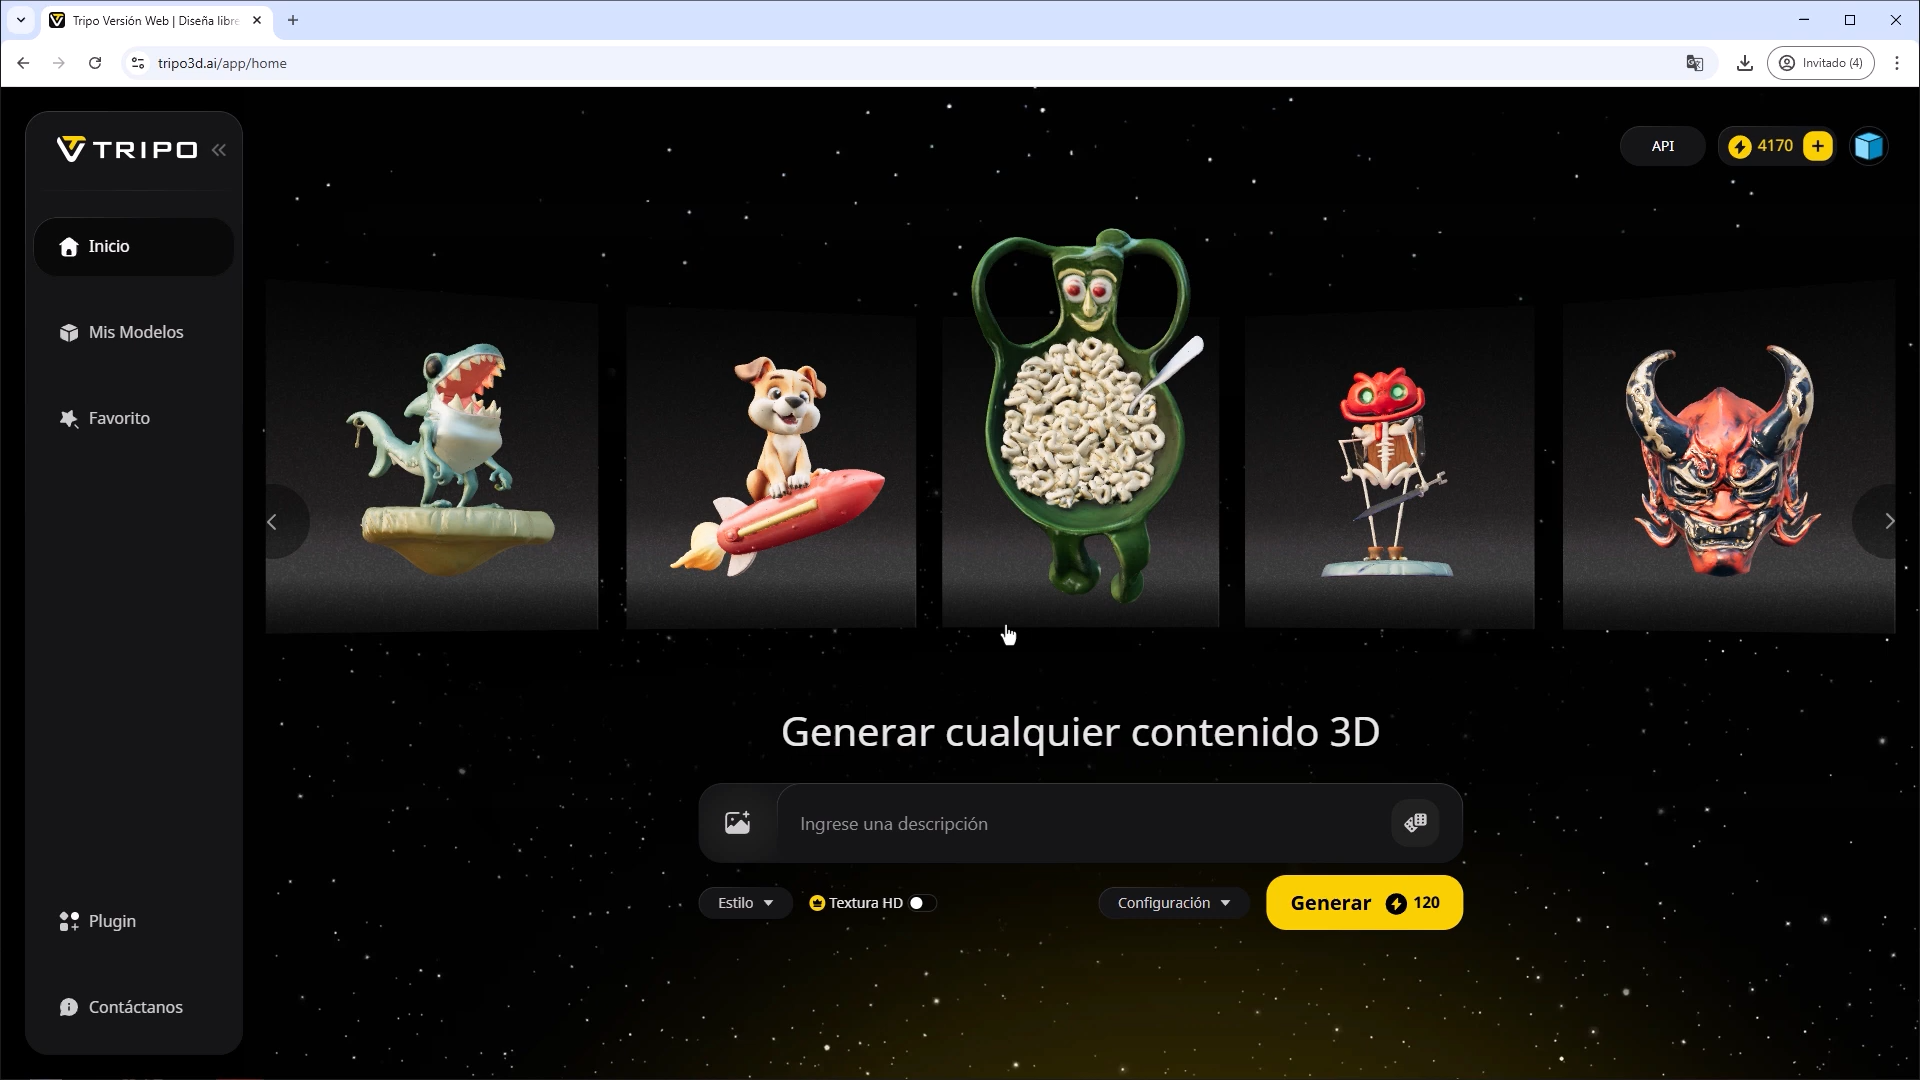 Tripo Versión Web | Diseña libre
tripo3d.ai/app/home
Invitado (4)
TRIPO
API
4170
Inicio
Mis Modelos
Favorito
Generar cualquier contenido 3D
Ingrese una descripción
Estilo
Textura HD
Configuración
Generar
120
Plugin
Contáctanos